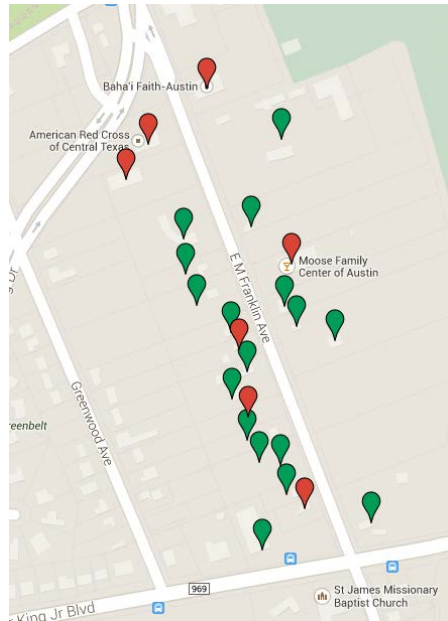 Baha'i Faith-Austin
American Red Cross
of Central Texas
Moose Family
Center of Austin
E M Franklin Ave
Greenwood Ave
969
King Jr Blvd
St James Missionary
Baptist Church